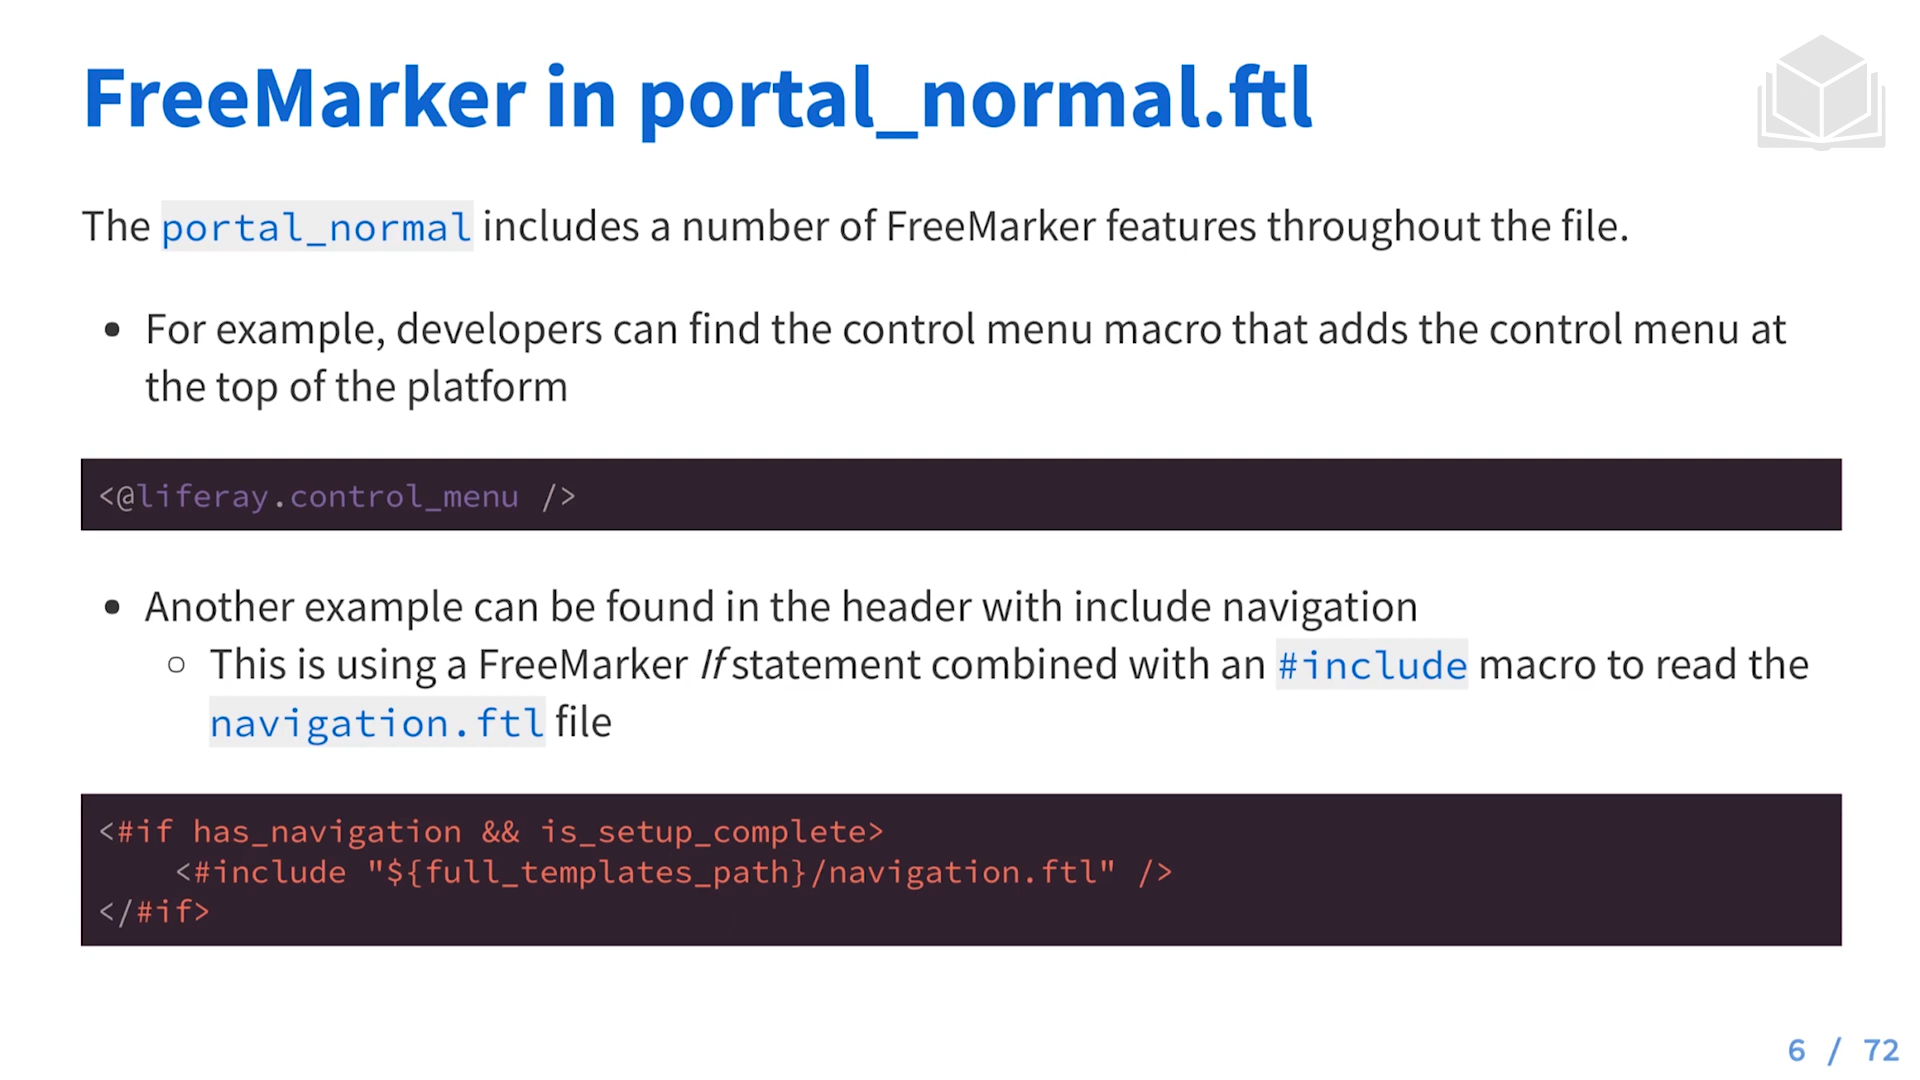 FreeMarker in portal_normal.ftl
The portal_normal includes a number of FreeMarker features throughout the file.
• For example, developers can find the control menu macro that adds the control menu at
the top of the platform
<@liferay.control_menu />
• Another example can be found in the header with include navigation
○ This is using a FreeMarker If statement combined with an #include macro to read the
navigation.ftl file
<#if has_navigation && is_setup_complete>
    <#include "${full_templates_path}/navigation.ftl" />
</#if>
6 / 72